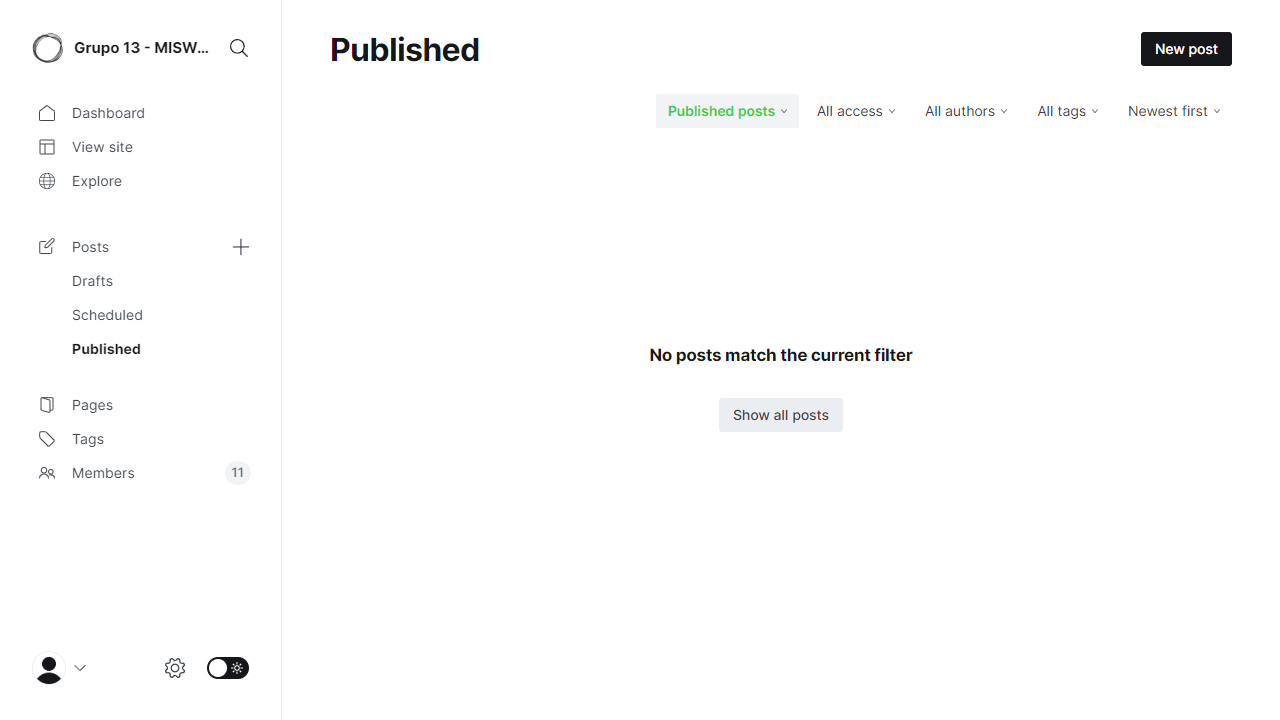 Grupo 13 - MISW...
Dashboard
View site
Explore
Posts
Drafts
Scheduled
Published
Pages
Tags
Members 11
Published
New post
Published posts All access All authors All tags Newest first
No posts match the current filter
Show all posts